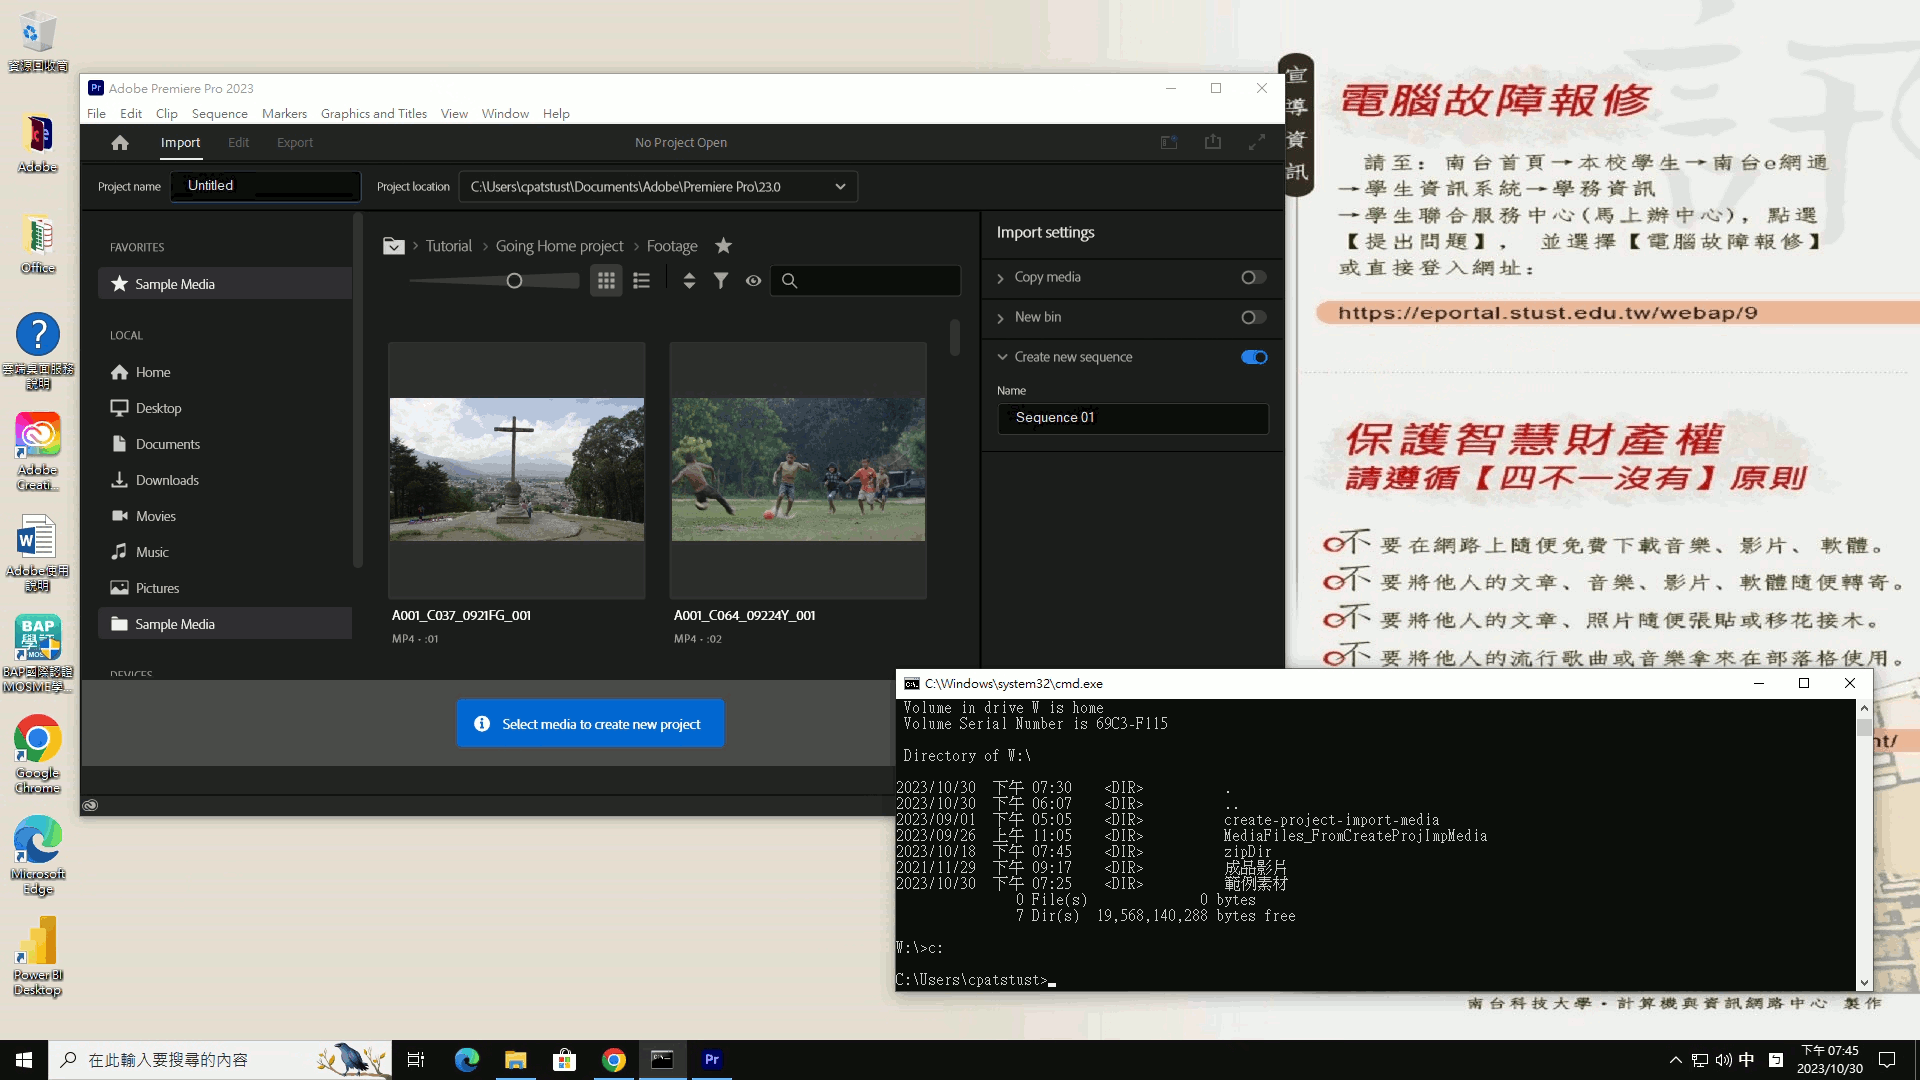 資源回收筒
Adobe
Office
雲端桌面服務
說明
Adobe
Creati...
Adobe使用
說明
BAP國際認證
MOSME學...
Google
Chrome
Microsoft
Edge
Power BI
Desktop
Adobe Premiere Pro 2023
File Edit Clip Sequence Markers Graphics and Titles View Window Help
Import Edit Export No Project Open
Project name Untitled Project location C:\Users\cpatstust\Documents\Adobe\Premiere Pro\23.0
FAVORITES
Sample Media
LOCAL
Home
Desktop
Documents
Downloads
Movies
Music
Pictures
Sample Media
DEVICES
Tutorial Going Home project Footage
A001_C037_0921FG_001
MP4 - :01
A001_C064_09224Y_001
MP4 - :02
Import settings
Copy media
New bin
Create new sequence
Name
Sequence 01
Select media to create new project
宣導資訊
電腦故障報修
請至：南台首頁→本校學生→南台e網通
→學生資訊系統→學務資訊
→學生聯合服務中心(馬上辦中心)，點選
【提出問題】， 並選擇【電腦故障報修】
或直接登入網址：
https://eportal.stust.edu.tw/webap/9
保護智慧財產權
請遵循【四不一沒有】原則
不要在網路上隨便免費下載音樂、影片、軟體。
不要將他人的文章、音樂、影片、軟體隨便轉寄。
不要將他人的文章、照片隨便張貼或移花接木。
不要將他人的流行歌曲或音樂拿來在部落格使用。
nt/
南台科技大學・計算機與資訊網路中心 製作
C:\Windows\system32\cmd.exe
Volume in drive W is home
Volume Serial Number is 69C3-F115
Directory of W:\
2023/10/30 下午 07:30 <DIR> .
2023/10/30 下午 06:07 <DIR> ..
2023/09/01 下午 05:05 <DIR> create-project-import-media
2023/09/26 上午 11:05 <DIR> MediaFiles_FromCreateProjImpMedia
2023/10/18 下午 07:45 <DIR> zipDir
2021/11/29 下午 09:17 <DIR> 成品影片
2023/10/30 下午 07:25 <DIR> 範例素材
0 File(s) 0 bytes
7 Dir(s) 19,568,140,288 bytes free
W:\>c:
C:\Users\cpatstust>_
在此輸入要搜尋的內容
中
下午 07:45
2023/10/30